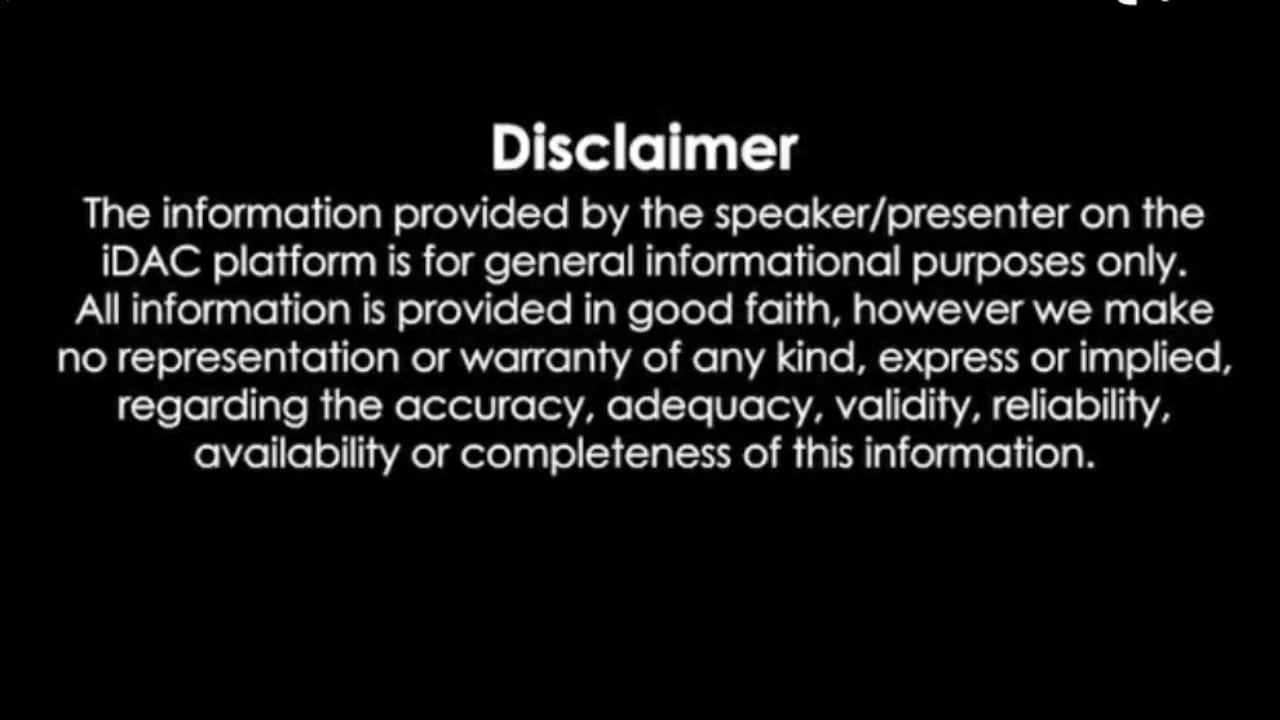 Disclaimer
The information provided by the speaker/presenter on the
iDAC platform is for general informational purposes only.
All information is provided in good faith, however we make
no representation or warranty of any kind, express or implied,
regarding the accuracy, adequacy, validity, reliability,
availability or completeness of this information.